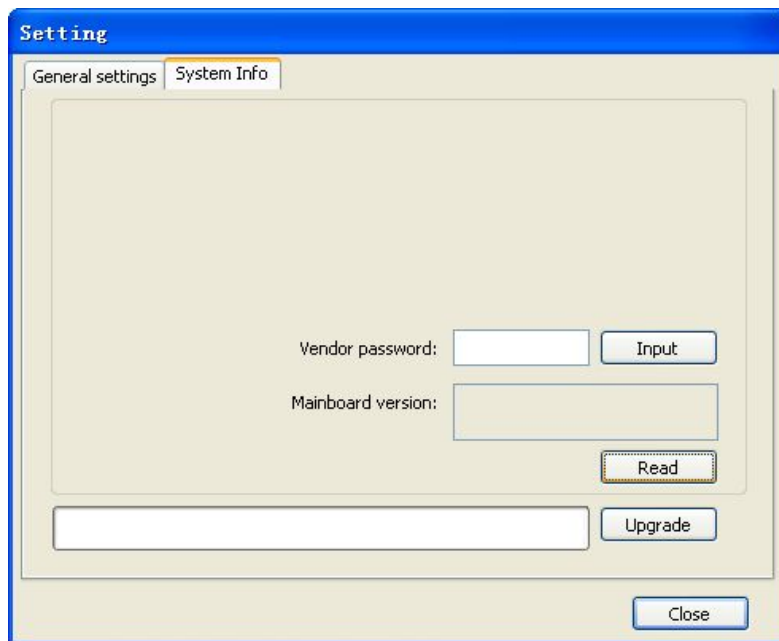 Setting
General settings System Info
Vendor password: Input
Mainboard version:
Read
Upgrade
Close